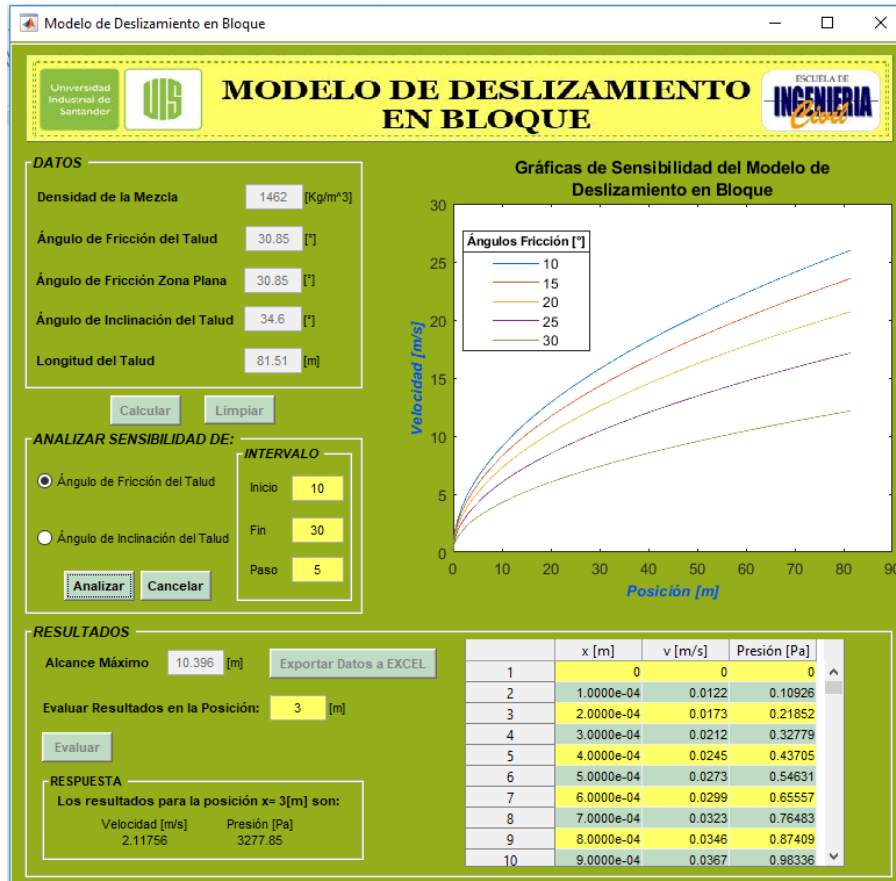 Modelo de Deslizamiento en Bloque
Universidad
Industrial de
Santander
UIS
MODELO DE DESLIZAMIENTO
EN BLOQUE
ESCUELA DE
INGENIERIA
Civil
DATOS
Densidad de la Mezcla 1462 [Kg/m^3]
Ángulo de Fricción del Talud 30.85 [°]
Ángulo de Fricción Zona Plana 30.85 [°]
Ángulo de Inclinación del Talud 34.6 [°]
Longitud del Talud 81.51 [m]
Calcular Limpiar
ANALIZAR SENSIBILIDAD DE:
Ángulo de Fricción del Talud
Ángulo de Inclinación del Talud
INTERVALO
Inicio 10
Fin 30
Paso 5
Analizar Cancelar
Gráficas de Sensibilidad del Modelo de
Deslizamiento en Bloque
Ángulos Fricción [°]
10
15
20
25
30
Velocidad [m/s]
30
25
20
15
10
5
0
0 10 20 30 40 50 60 70 80 90
Posición [m]
RESULTADOS
Alcance Máximo 10.396 [m] Exportar Datos a EXCEL
Evaluar Resultados en la Posición: 3 [m]
Evaluar
RESPUESTA
Los resultados para la posición x= 3[m] son:
Velocidad [m/s] Presión [Pa]
2.11756 3277.85
x [m] v [m/s] Presión [Pa]
1 0 0 0
2 1.0000e-04 0.0122 0.10926
3 2.0000e-04 0.0173 0.21852
4 3.0000e-04 0.0212 0.32779
5 4.0000e-04 0.0245 0.43705
6 5.0000e-04 0.0273 0.54631
7 6.0000e-04 0.0299 0.65557
8 7.0000e-04 0.0323 0.76483
9 8.0000e-04 0.0346 0.87409
10 9.0000e-04 0.0367 0.98336